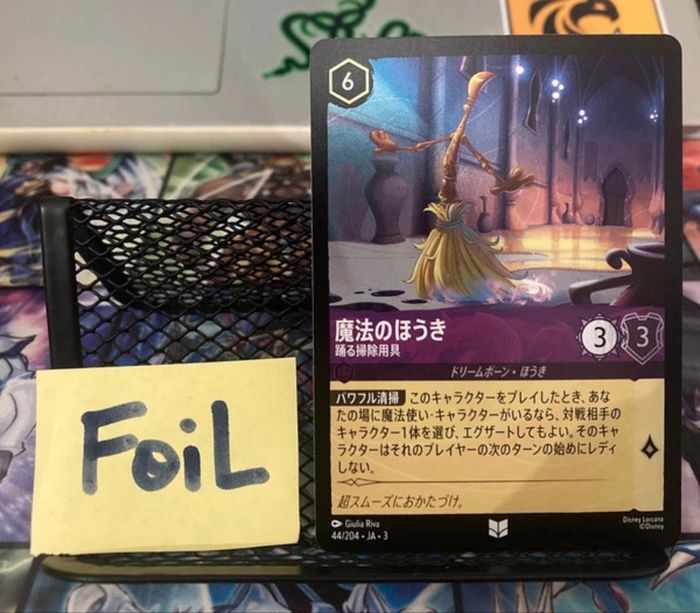 6
魔法のほうき
踊る掃除用具
3 3
ドリームボーン・ほうき
パワフル清掃 このキャラクターをプレイしたとき、あな
たの場に魔法使い・キャラクターがいるなら、対戦相手の
キャラクター1体を選び、エグザートしてもよい。そのキャ
ラクターはそれのプレイヤーの次のターンの始めにレディ
しない。
超スムーズにおかたづけ。
Giulia Riva
44/204・JA・3
Disney Lorcana
©Disney
FoiL